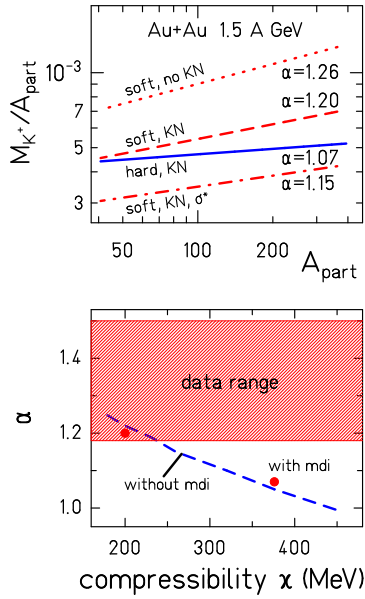 Au+Au 1.5 A GeV
10⁻³
7
5
3
M_K⁺/A_part
soft, no KN
α=1.26
α=1.20
soft, KN
hard, KN
α=1.07
α=1.15
soft, KN, σ*
50 100 200
A_part
1.4
1.2
1.0
α
data range
with mdi
without mdi
200 300 400
compressibility χ (MeV)